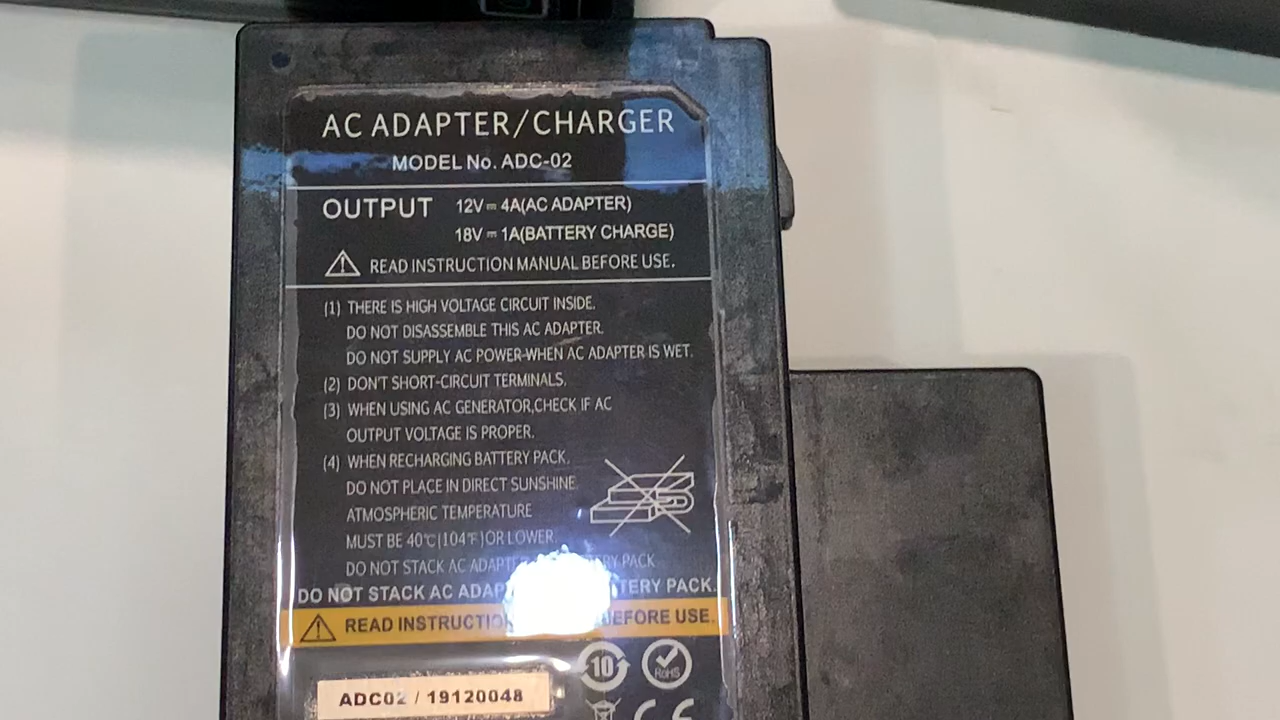 AC ADAPTER/CHARGER
MODEL No. ADC-02
OUTPUT 12V⎓4A(AC ADAPTER)
18V⎓1A(BATTERY CHARGE)
READ INSTRUCTION MANUAL BEFORE USE.
(1) THERE IS HIGH VOLTAGE CIRCUIT INSIDE.
DO NOT DISASSEMBLE THIS AC ADAPTER.
DO NOT SUPPLY AC POWER WHEN AC ADAPTER IS WET.
(2) DON'T SHORT-CIRCUIT TERMINALS.
(3) WHEN USING AC GENERATOR,CHECK IF AC
OUTPUT VOLTAGE IS PROPER.
(4) WHEN RECHARGING BATTERY PACK,
DO NOT PLACE IN DIRECT SUNSHINE
ATMOSPHERIC TEMPERATURE
MUST BE 40℃(104℉)OR LOWER.
DO NOT STACK AC PACK
DO NOT STACK AC PACK.
READ USE.
10 RoHS
ADC02 / 19120048
CE